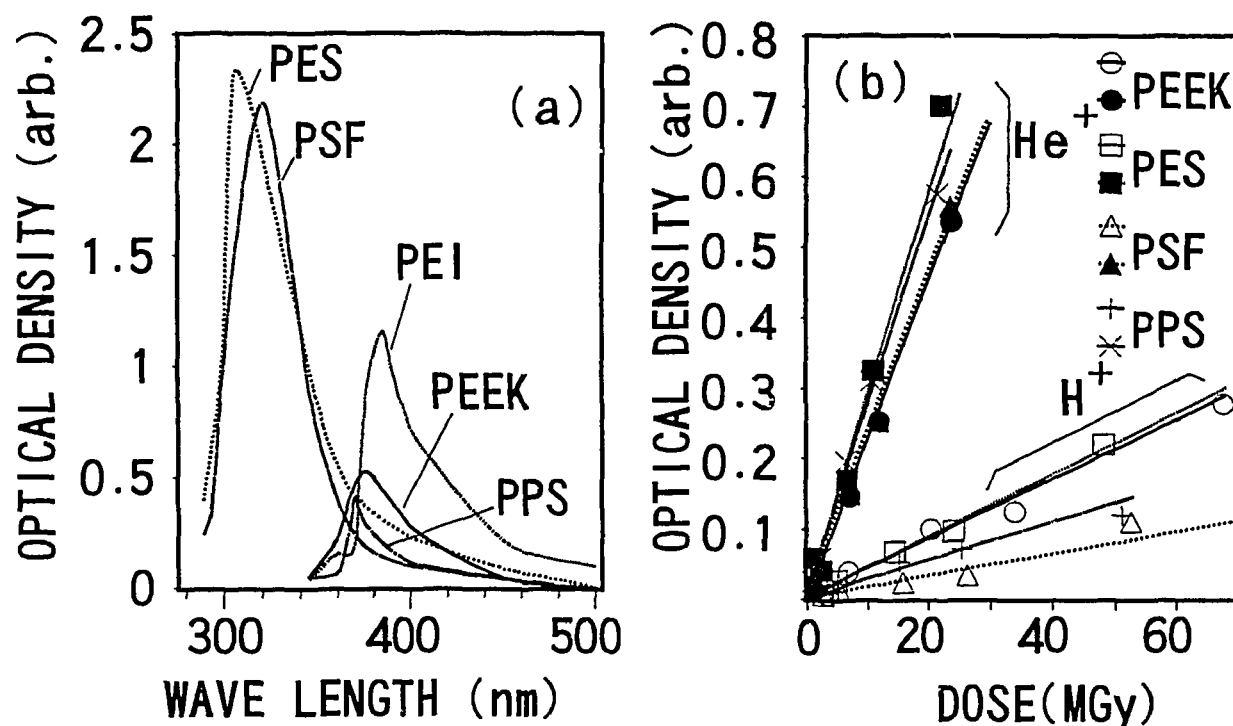 OPTICAL DENSITY (arb.)
2.5
2
1.5
1
0.5
0
300
400
500
WAVE LENGTH (nm)
PES
PSF
(a)
PEI
PEEK
PPS
OPTICAL DENSITY (arb.)
0.8
0.7
0.6
0.5
0.4
0.3
0.2
0.1
0
20
40
60
DOSE(MGy)
(b)
He+
H+
PEEK
PES
PSF
PPS